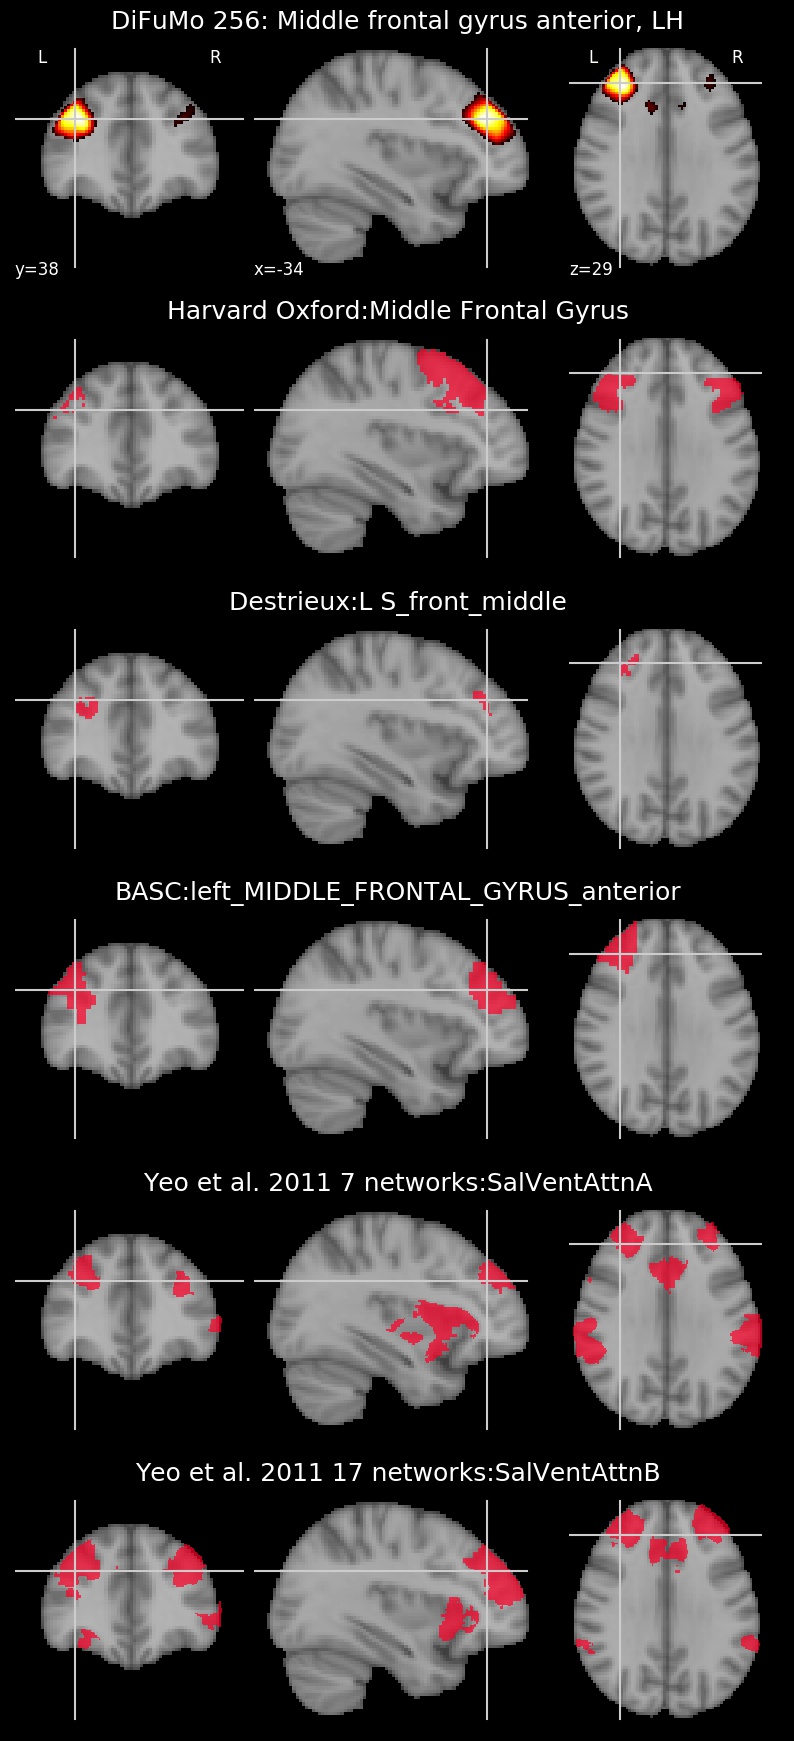 DiFuMo 256: Middle frontal gyrus anterior, LH
L R L R
y=38 x=-34 z=29
Harvard Oxford:Middle Frontal Gyrus
Destrieux:L S_front_middle
BASC:left_MIDDLE_FRONTAL_GYRUS_anterior
Yeo et al. 2011 7 networks:SalVentAttnA
Yeo et al. 2011 17 networks:SalVentAttnB